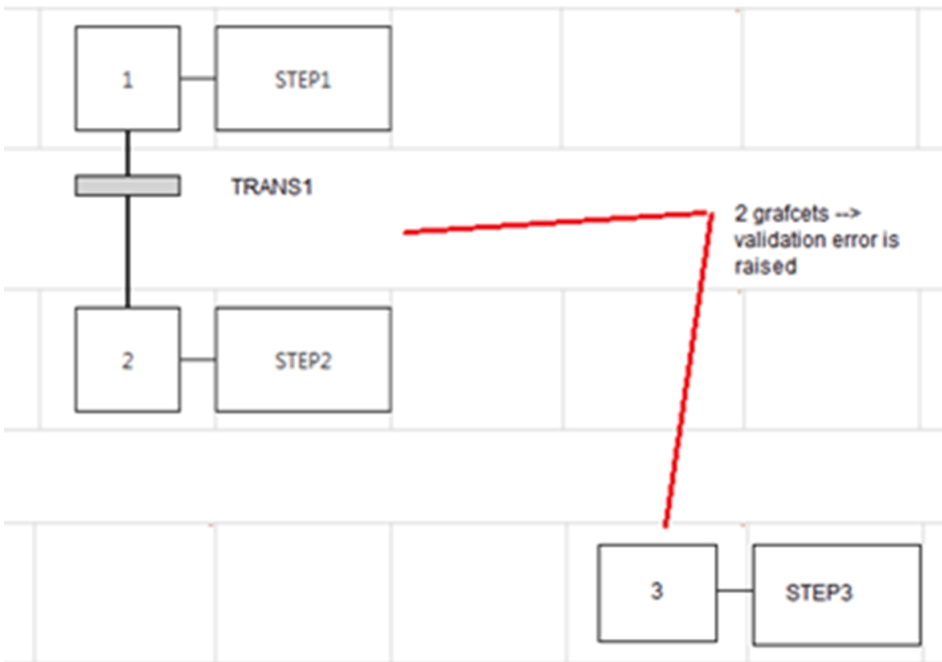 1
STEP1
TRANS1
2 grafcets -->
validation error is
raised
2
STEP2
3
STEP3